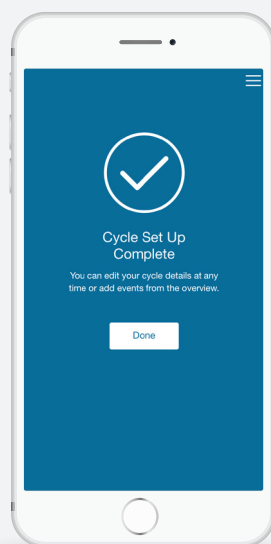 Cycle Set Up
Complete
You can edit your cycle details at any
time or add events from the overview.
Done